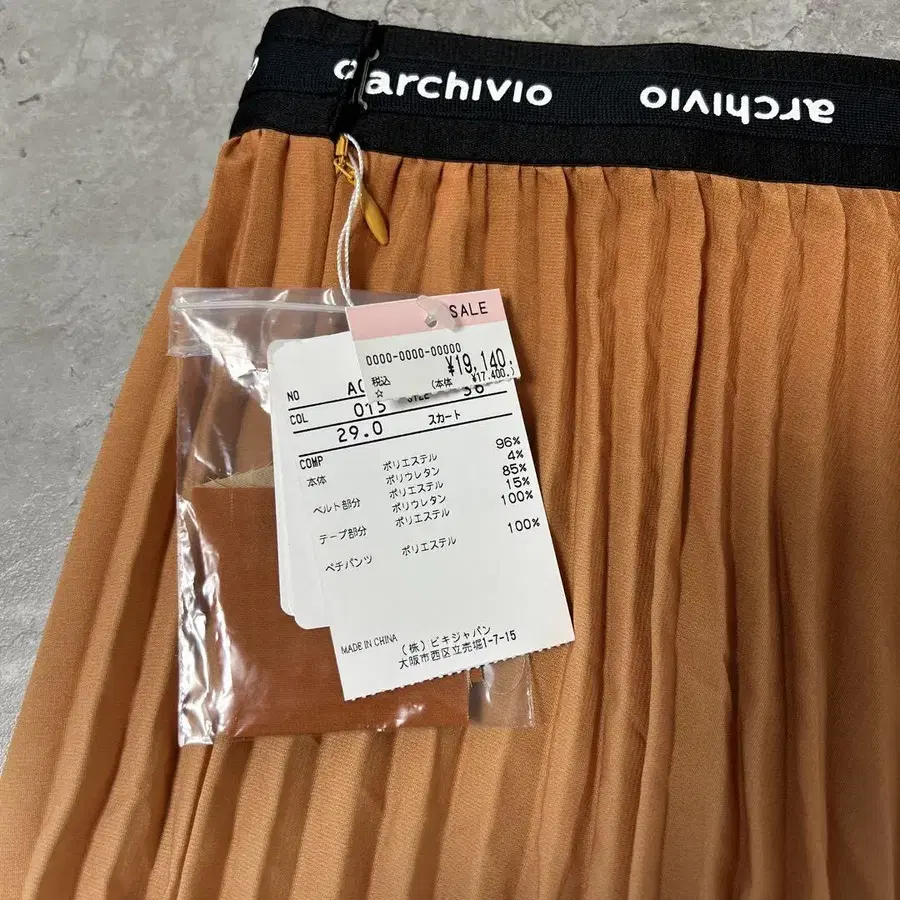 archivio
archivio
SALE
0000-0000-00000
¥19,140.
税込 (本体 ¥17,400.)
☆
NO
COL 015
29.0 スカート
COMP
本体 ポリエステル 96%
ポリウレタン 4%
ベルト部分 ポリエステル 85%
ポリウレタン 15%
テープ部分 ポリエステル 100%
ペチパンツ ポリエステル 100%
MADE IN CHINA
(株)ビキジャパン
大阪市西区立売堀1-7-15